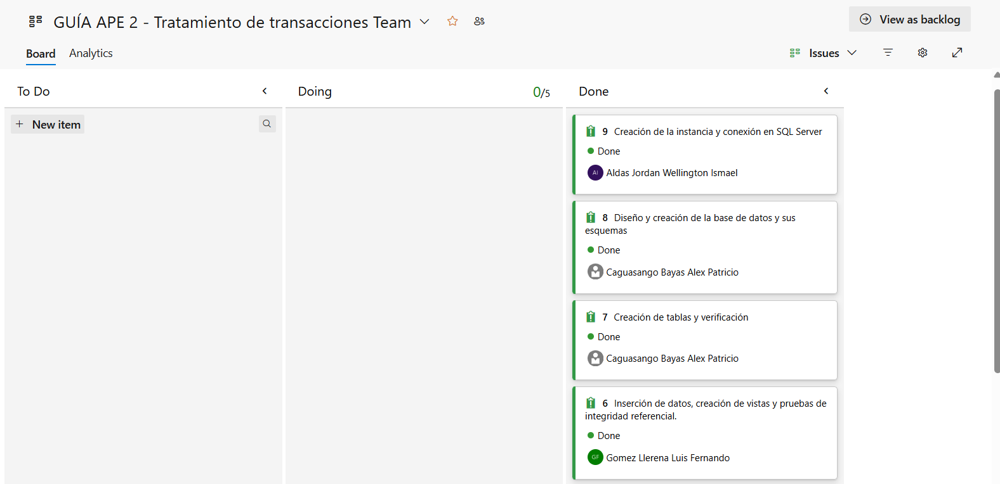 GUÍA APE 2 - Tratamiento de transacciones Team
View as backlog
Board
Analytics
Issues
To Do
Doing
0/5
Done
+ New item
9 Creación de la instancia y conexión en SQL Server
Done
AI Aldas Jordan Wellington Ismael
8 Diseño y creación de la base de datos y sus
esquemas
Done
Caguasango Bayas Alex Patricio
7 Creación de tablas y verificación
Done
Caguasango Bayas Alex Patricio
6 Inserción de datos, creación de vistas y pruebas de
integridad referencial.
Done
GF Gomez Llerena Luis Fernando